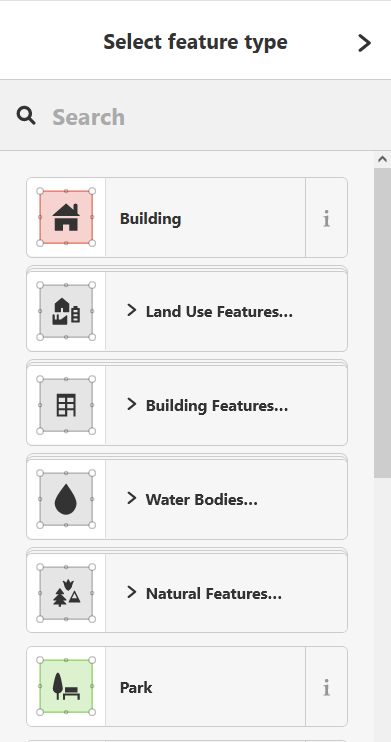 Select feature type
Search
Building
i
Land Use Features...
Building Features...
Water Bodies...
Natural Features...
Park
i